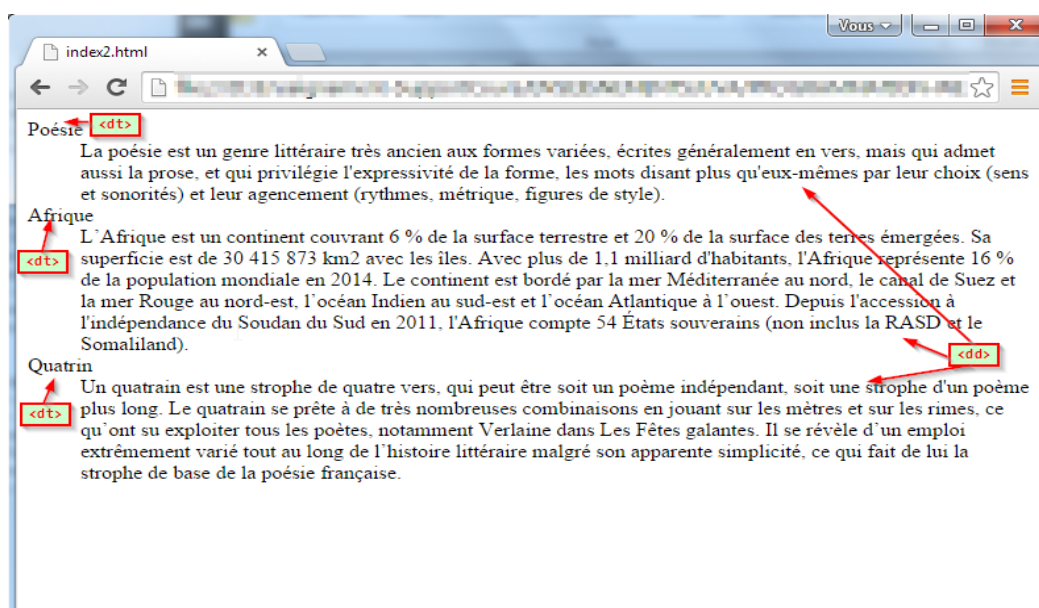 Vous
index2.html
Poésie <dt>
La poésie est un genre littéraire très ancien aux formes variées, écrites généralement en vers, mais qui admet
aussi la prose, et qui privilégie l'expressivité de la forme, les mots disant plus qu'eux-mêmes par leur choix (sens
et sonorités) et leur agencement (rythmes, métrique, figures de style).
Afrique
<dt>
L'Afrique est un continent couvrant 6 % de la surface terrestre et 20 % de la surface des terres émergées. Sa
superficie est de 30 415 873 km2 avec les îles. Avec plus de 1,1 milliard d'habitants, l'Afrique représente 16 %
de la population mondiale en 2014. Le continent est bordé par la mer Méditerranée au nord, le canal de Suez et
la mer Rouge au nord-est, l’océan Indien au sud-est et l’océan Atlantique à l’ouest. Depuis l'accession à
l'indépendance du Soudan du Sud en 2011, l'Afrique compte 54 États souverains (non inclus la RASD et le
Somaliland).
<dd>
Quatrin
<dt>
Un quatrain est une strophe de quatre vers, qui peut être soit un poème indépendant, soit une strophe d'un poème
plus long. Le quatrain se prête à de très nombreuses combinaisons en jouant sur les mètres et sur les rimes, ce
qu’ont su exploiter tous les poètes, notamment Verlaine dans Les Fêtes galantes. Il se révèle d’un emploi
extrêmement varié tout au long de l’histoire littéraire malgré son apparente simplicité, ce qui fait de lui la
strophe de base de la poésie française.